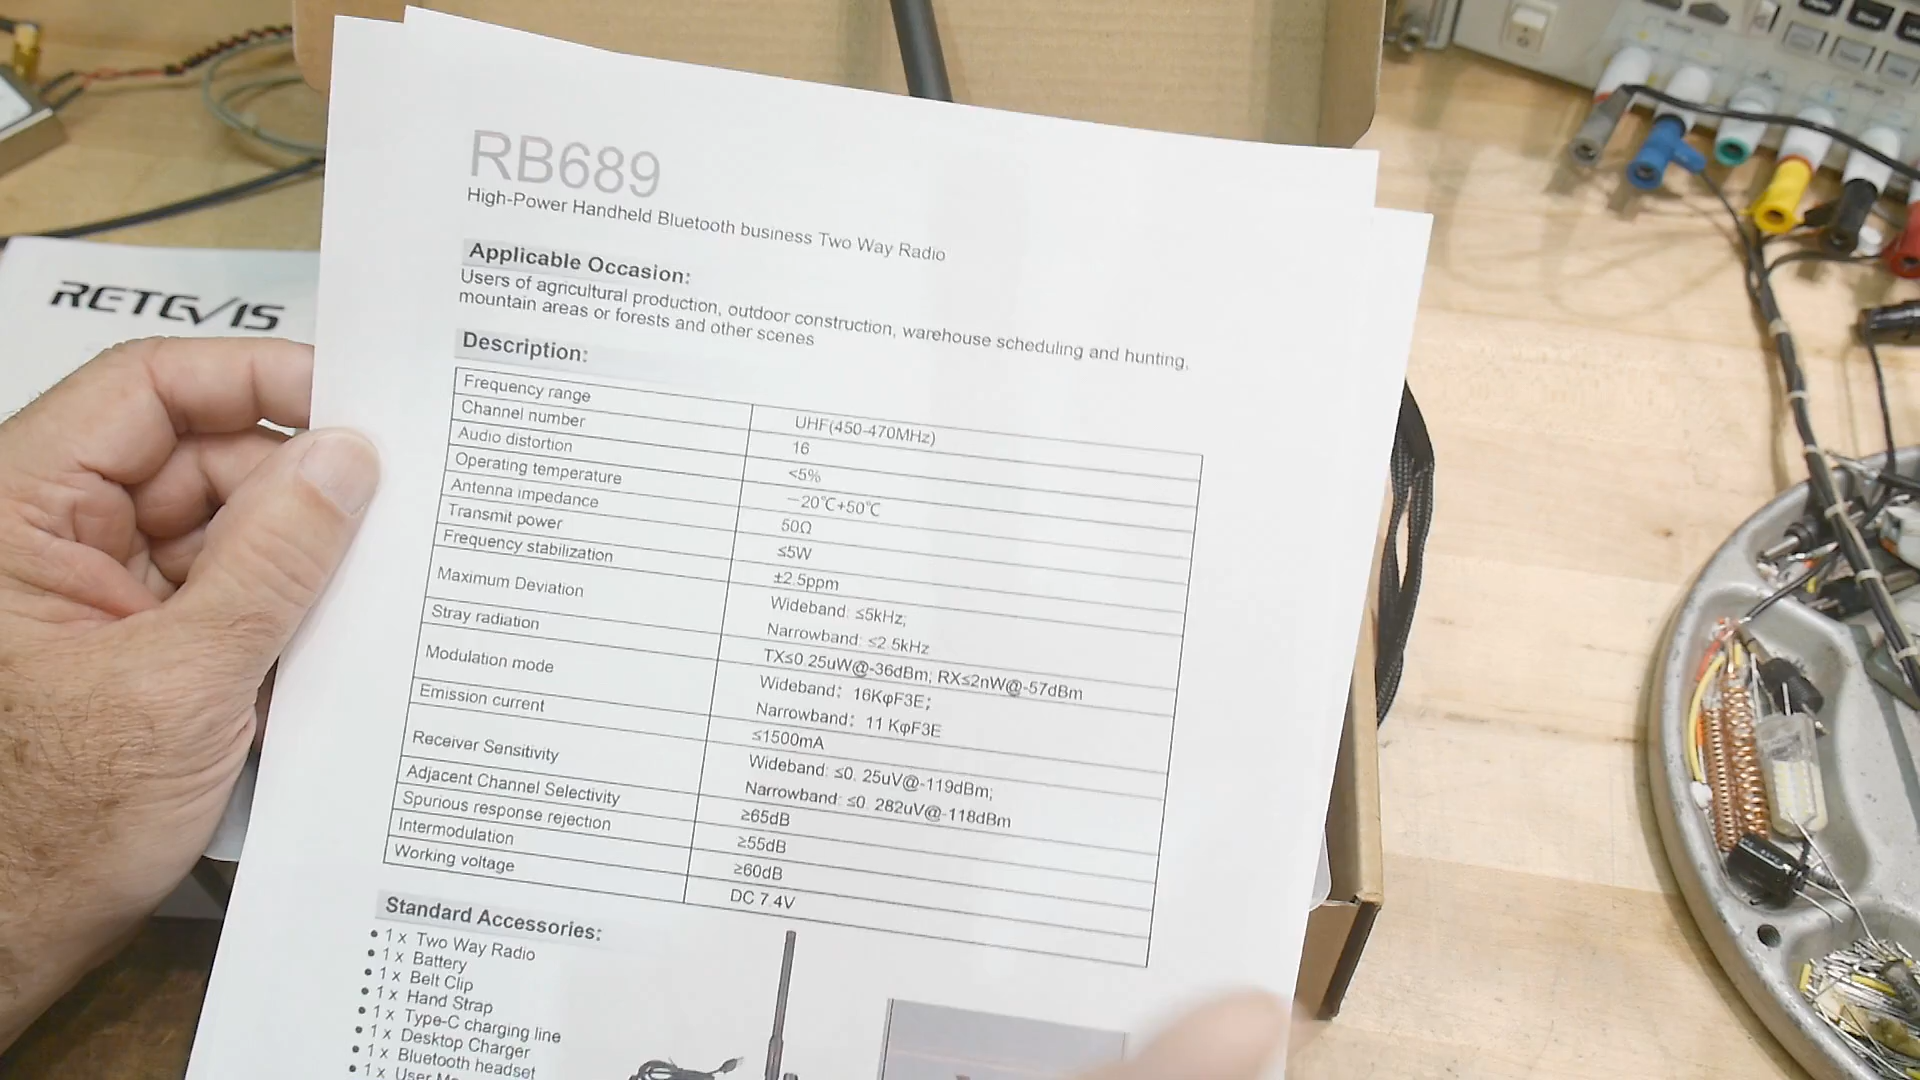 RB689
High-Power Handheld Bluetooth business Two Way Radio
Applicable Occasion:
Users of agricultural production, outdoor construction, warehouse scheduling and hunting,
mountain areas or forests and other scenes
RETEVIS
Description:
Frequency range UHF(450-470MHz)
Channel number 16
Audio distortion <5%
Operating temperature －20℃+50℃
Antenna impedance 50Ω
Transmit power ≤5W
Frequency stabilization ±2.5ppm
Maximum Deviation Wideband: ≤5kHz;
Narrowband: ≤2.5kHz
Stray radiation TX≤0.25uW@-36dBm; RX≤2nW@-57dBm
Modulation mode Wideband：16KφF3E；
Narrowband：11 KφF3E
Emission current ≤1500mA
Receiver Sensitivity Wideband: ≤0. 25uV@-119dBm;
Narrowband: ≤0. 282uV@-118dBm
Adjacent Channel Selectivity ≥65dB
Spurious response rejection ≥55dB
Intermodulation ≥60dB
Working voltage DC 7.4V
Standard Accessories:
• 1 x Two Way Radio
• 1 x Battery
• 1 x Belt Clip
• 1 x Hand Strap
• 1 x Type-C charging line
• 1 x Desktop Charger
• 1 x Bluetooth headset
• 1 x User